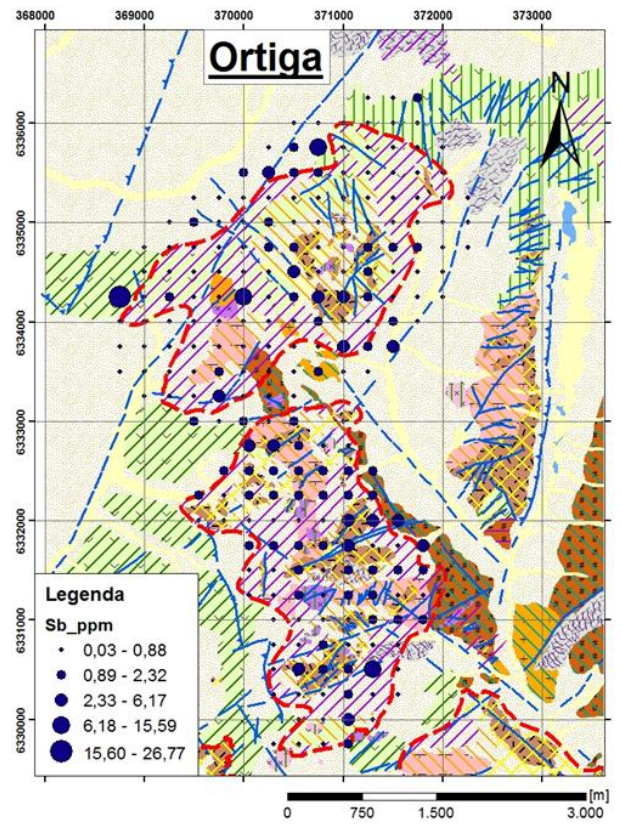 368000 369000 370000 371000 372000 373000
Ortiga
N
6336000
6335000
6334000
6333000
6332000
6331000
6330000
Legenda
Sb_ppm
0,03 - 0,88
0,89 - 2,32
2,33 - 6,17
6,18 - 15,59
15,60 - 26,77
[m]
0 750 1.500 3.000